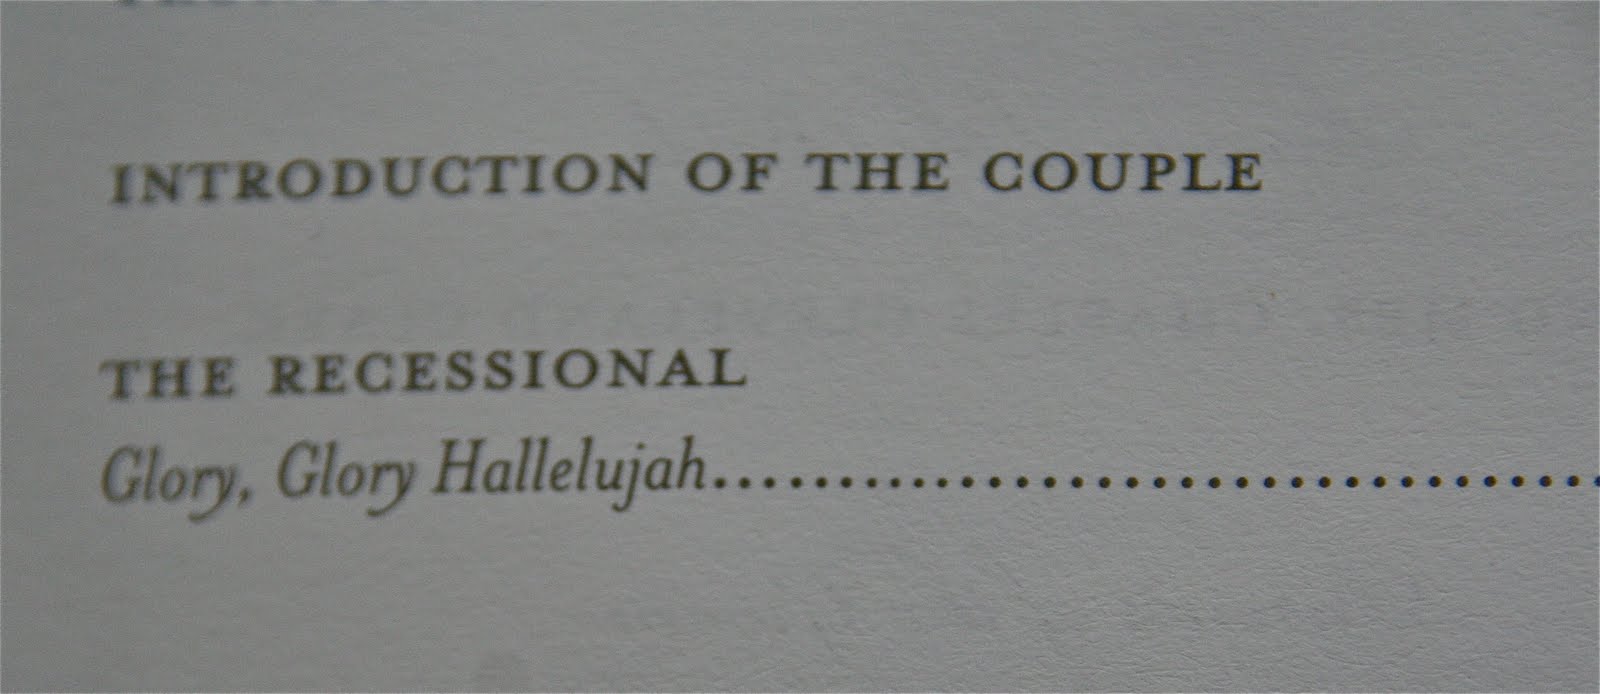 INTRODUCTION OF THE COUPLE
THE RECESSIONAL
Glory, Glory Hallelujah.............................................